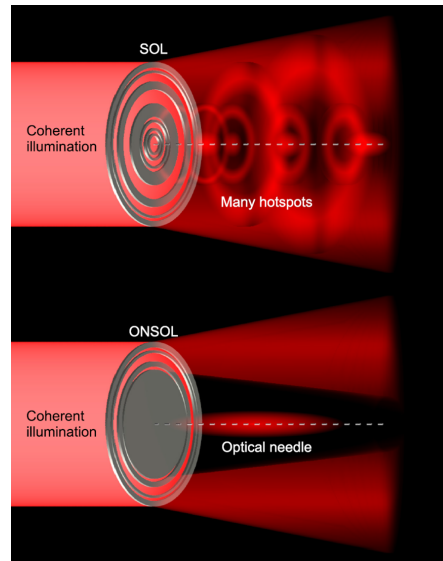 SOL
Coherent
illumination
Many hotspots
ONSOL
Coherent
illumination
Optical needle